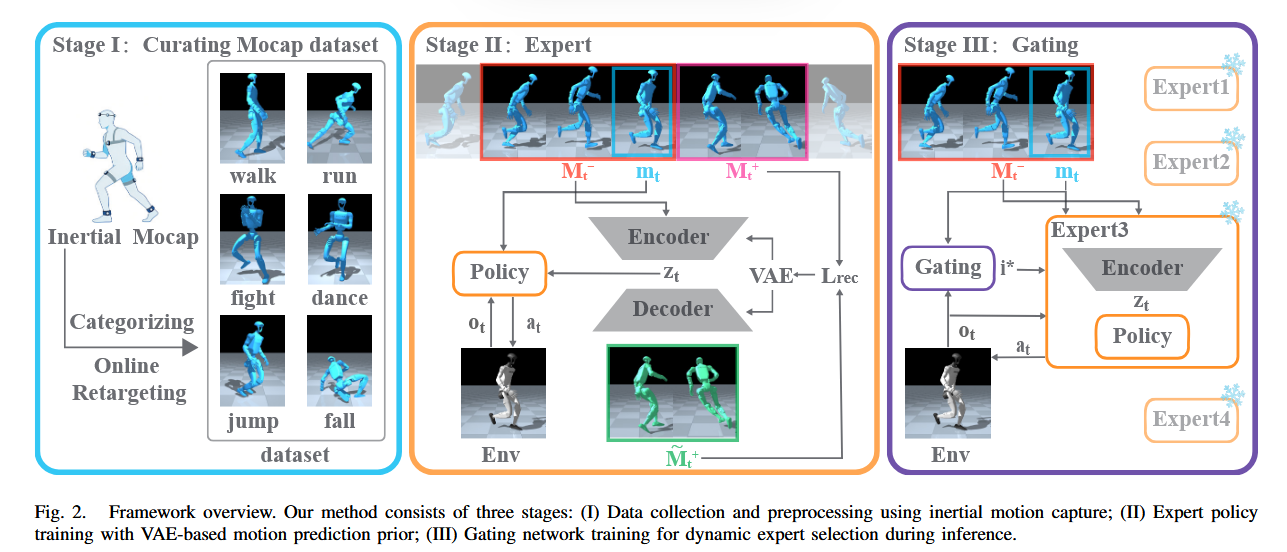 Stage I: Curating Mocap dataset
walk
run
Inertial Mocap
fight
dance
Categorizing
Online
Retargeting
jump
fall
dataset
Stage II: Expert
Mₜ⁻
mₜ
Mₜ⁺
Encoder
Policy
zₜ
VAE
Lrec
Decoder
oₜ
aₜ
Env
M̃ₜ⁺
Stage III: Gating
Expert1
Expert2
Mₜ⁻
mₜ
Expert3
Gating
i*
Encoder
zₜ
Policy
oₜ
aₜ
Expert4
Env
Fig. 2. Framework overview. Our method consists of three stages: (I) Data collection and preprocessing using inertial motion capture; (II) Expert policy
training with VAE-based motion prediction prior; (III) Gating network training for dynamic expert selection during inference.